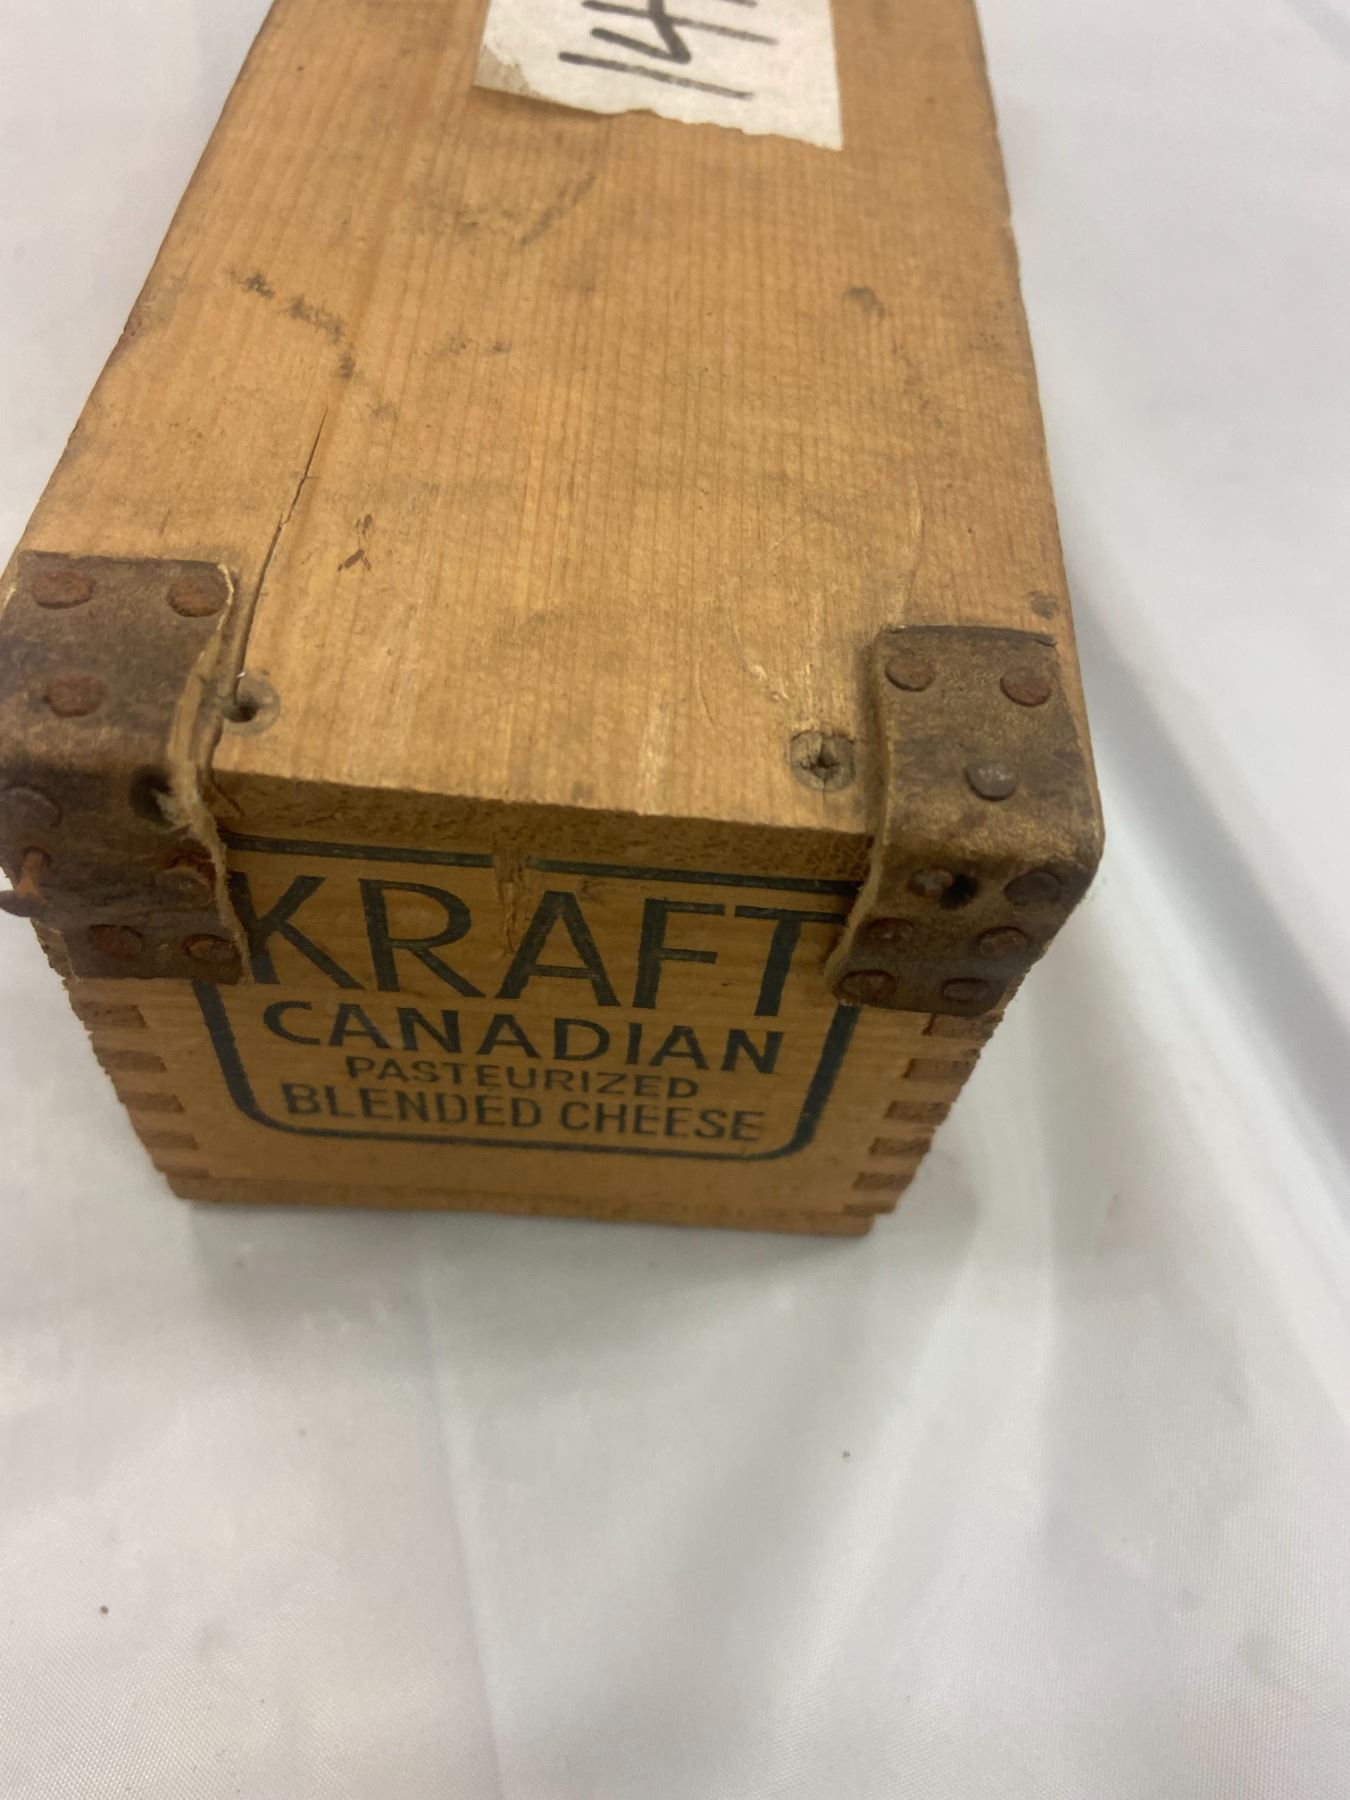 KRAFT
CANADIAN
PASTEURIZED
BLENDED CHEESE